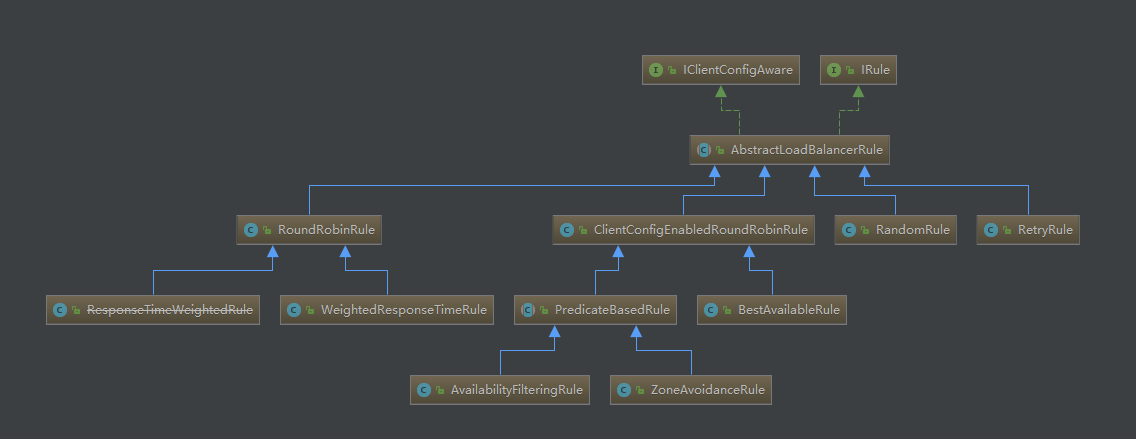 IClientConfigAware
IRule
AbstractLoadBalancerRule
RoundRobinRule
ClientConfigEnabledRoundRobinRule
RandomRule
RetryRule
ResponseTimeWeightedRule
WeightedResponseTimeRule
PredicateBasedRule
BestAvailableRule
AvailabilityFilteringRule
ZoneAvoidanceRule